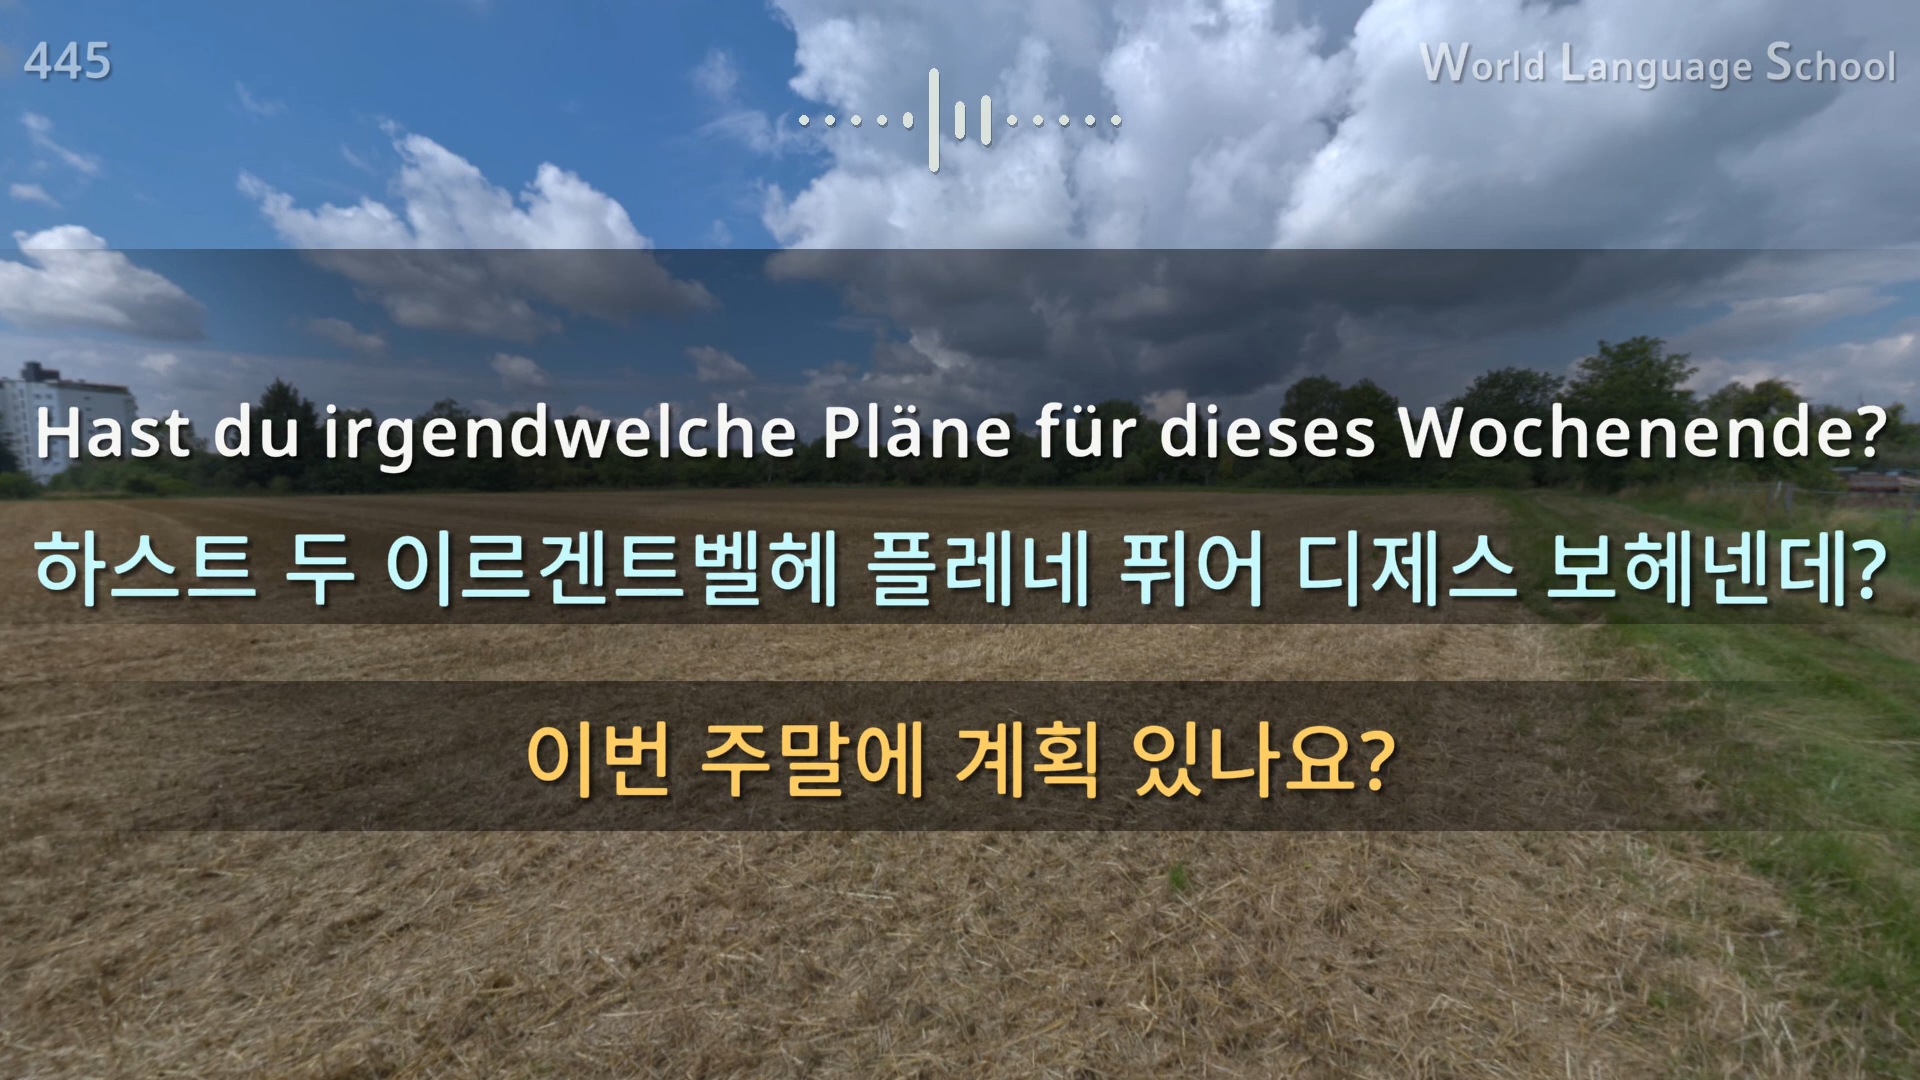 445
World Language School
Hast du irgendwelche Pläne für dieses Wochenende?
하스트 두 이르겐트벨헤 플레네 퓌어 디제스 보헤넨데?
이번 주말에 계획 있나요?